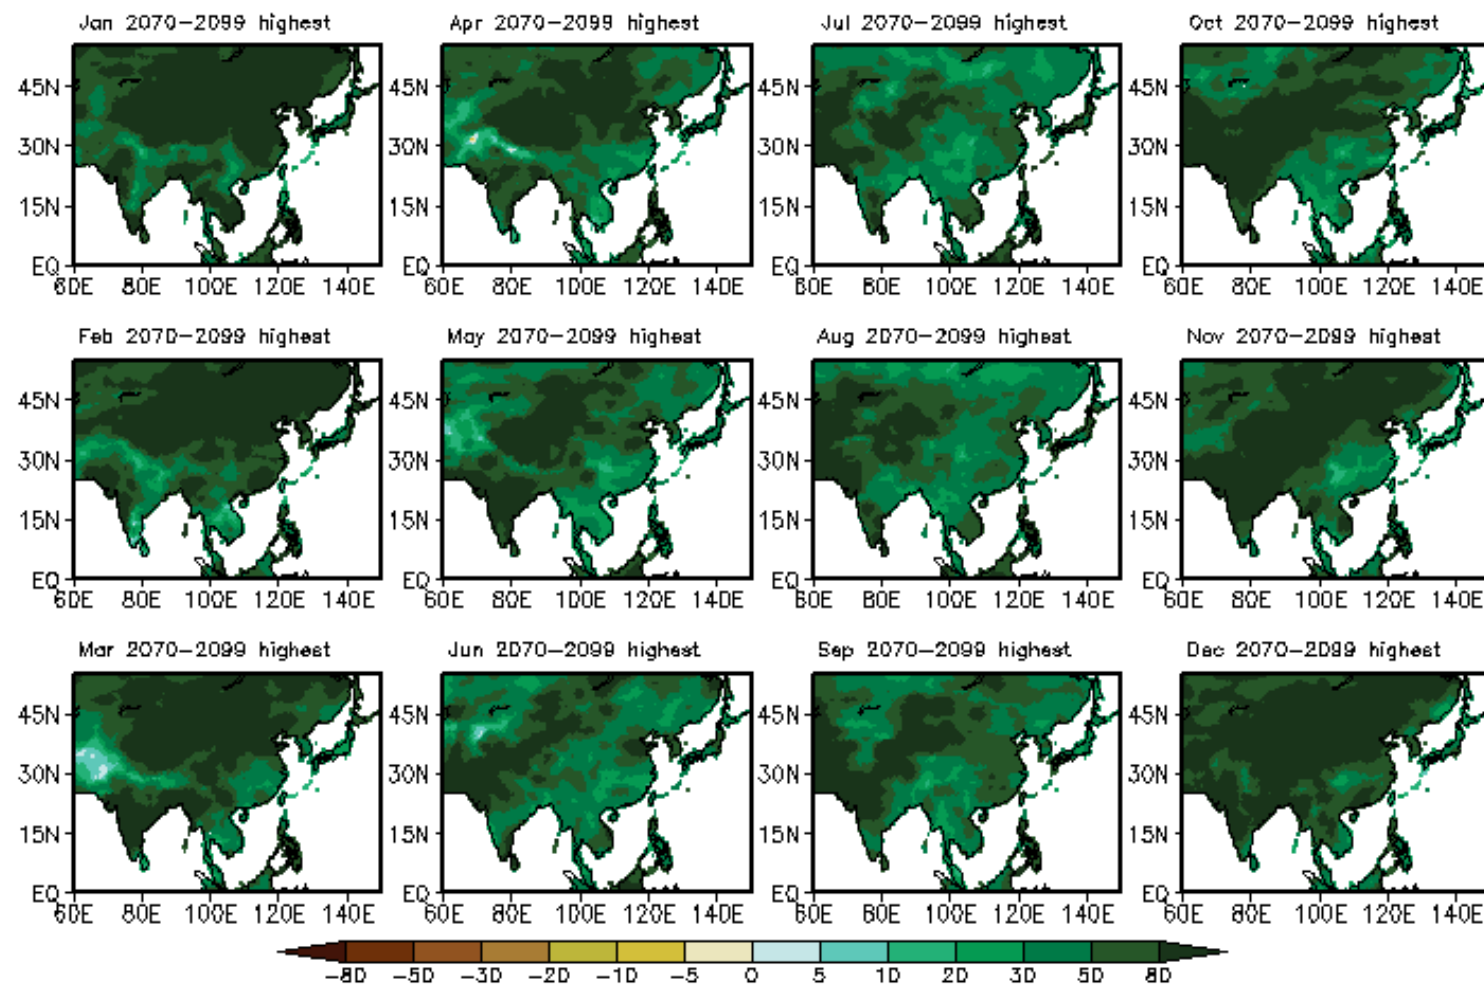 Jan 2070-2099 highest Apr 2070-2099 highest Jul 2070-2099 highest Oct 2070-2099 highest
45N 45N 45N 45N
30N 30N 30N 30N
15N 15N 15N 15N
EQ EQ EQ EQ
60E 80E 100E 120E 140E 60E 80E 100E 120E 140E 60E 80E 100E 120E 140E 60E 80E 100E 120E 140E
Feb 2070-2099 highest May 2070-2099 highest Aug 2070-2099 highest Nov 2070-2099 highest
45N 45N 45N 45N
30N 30N 30N 30N
15N 15N 15N 15N
EQ EQ EQ EQ
60E 80E 100E 120E 140E 60E 80E 100E 120E 140E 60E 80E 100E 120E 140E 60E 80E 100E 120E 140E
Mar 2070-2099 highest Jun 2070-2099 highest Sep 2070-2099 highest Dec 2070-2099 highest
45N 45N 45N 45N
30N 30N 30N 30N
15N 15N 15N 15N
EQ EQ EQ EQ
60E 80E 100E 120E 140E 60E 80E 100E 120E 140E 60E 80E 100E 120E 140E 60E 80E 100E 120E 140E
-80 -50 -30 -20 -10 -5 0 5 10 20 30 50 80